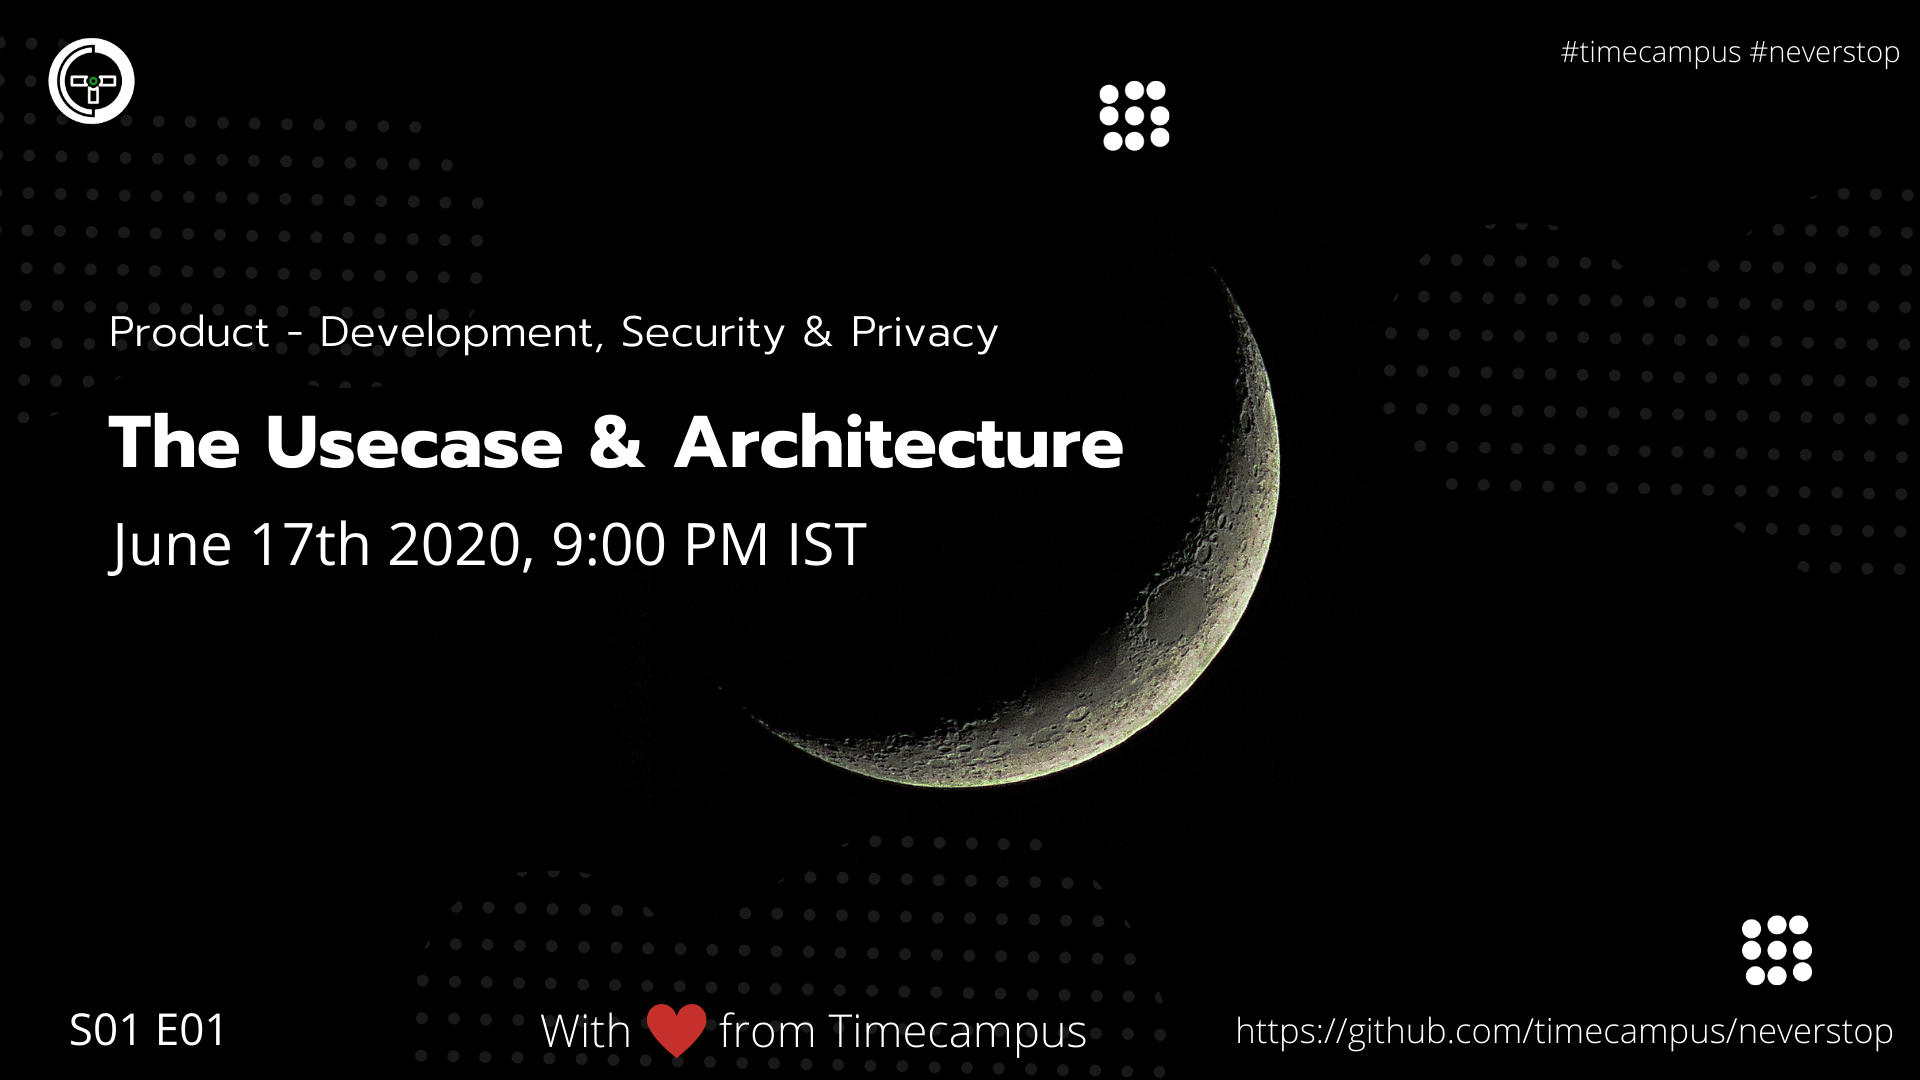 #timecampus #neverstop
Product - Development, Security & Privacy
The Usecase & Architecture
June 17th 2020, 9:00 PM IST
S01 E01
With ❤ from Timecampus
https://github.com/timecampus/neverstop